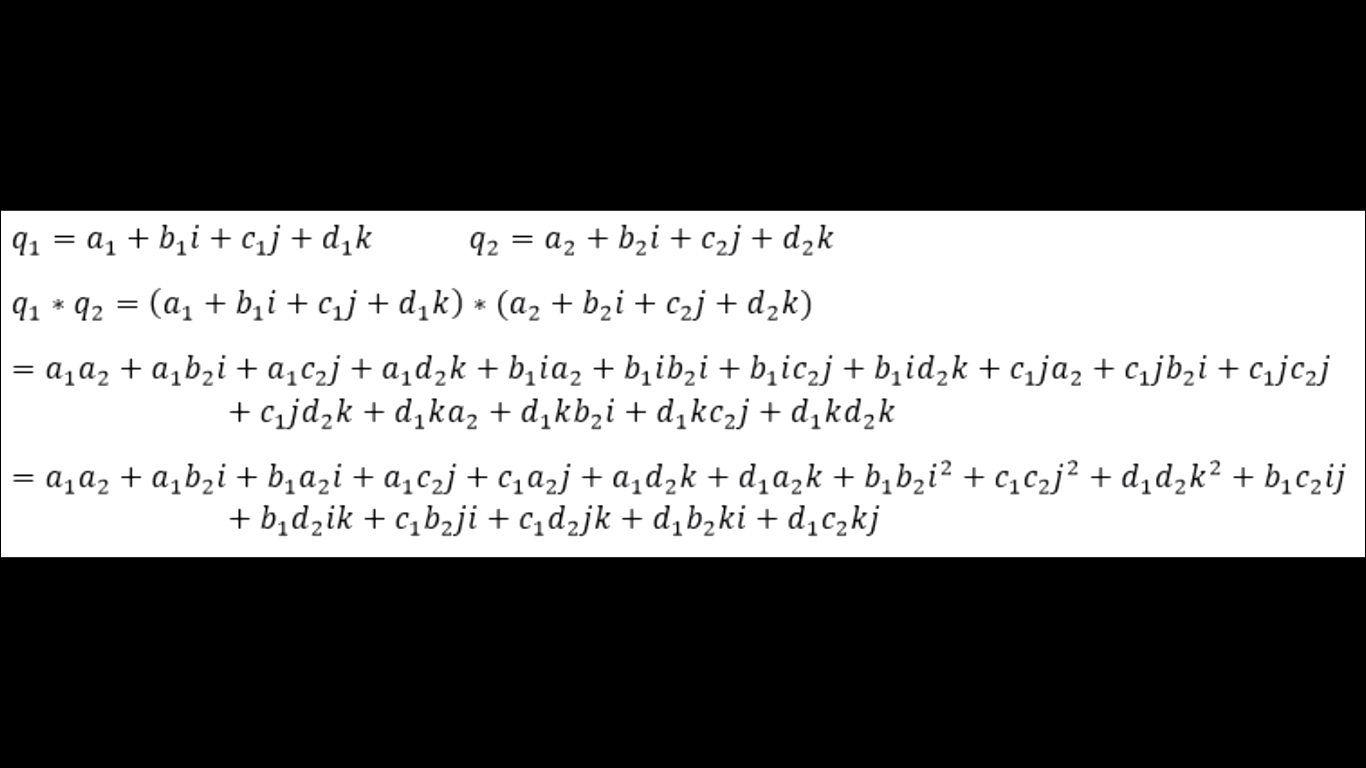 q₁ = a₁ + b₁i + c₁j + d₁k q₂ = a₂ + b₂i + c₂j + d₂k
q₁ * q₂ = (a₁ + b₁i + c₁j + d₁k) * (a₂ + b₂i + c₂j + d₂k)
= a₁a₂ + a₁b₂i + a₁c₂j + a₁d₂k + b₁ia₂ + b₁ib₂i + b₁ic₂j + b₁id₂k + c₁ja₂ + c₁jb₂i + c₁jc₂j
+ c₁jd₂k + d₁ka₂ + d₁kb₂i + d₁kc₂j + d₁kd₂k
= a₁a₂ + a₁b₂i + b₁a₂i + a₁c₂j + c₁a₂j + a₁d₂k + d₁a₂k + b₁b₂i² + c₁c₂j² + d₁d₂k² + b₁c₂ij
+ b₁d₂ik + c₁b₂ji + c₁d₂jk + d₁b₂ki + d₁c₂kj